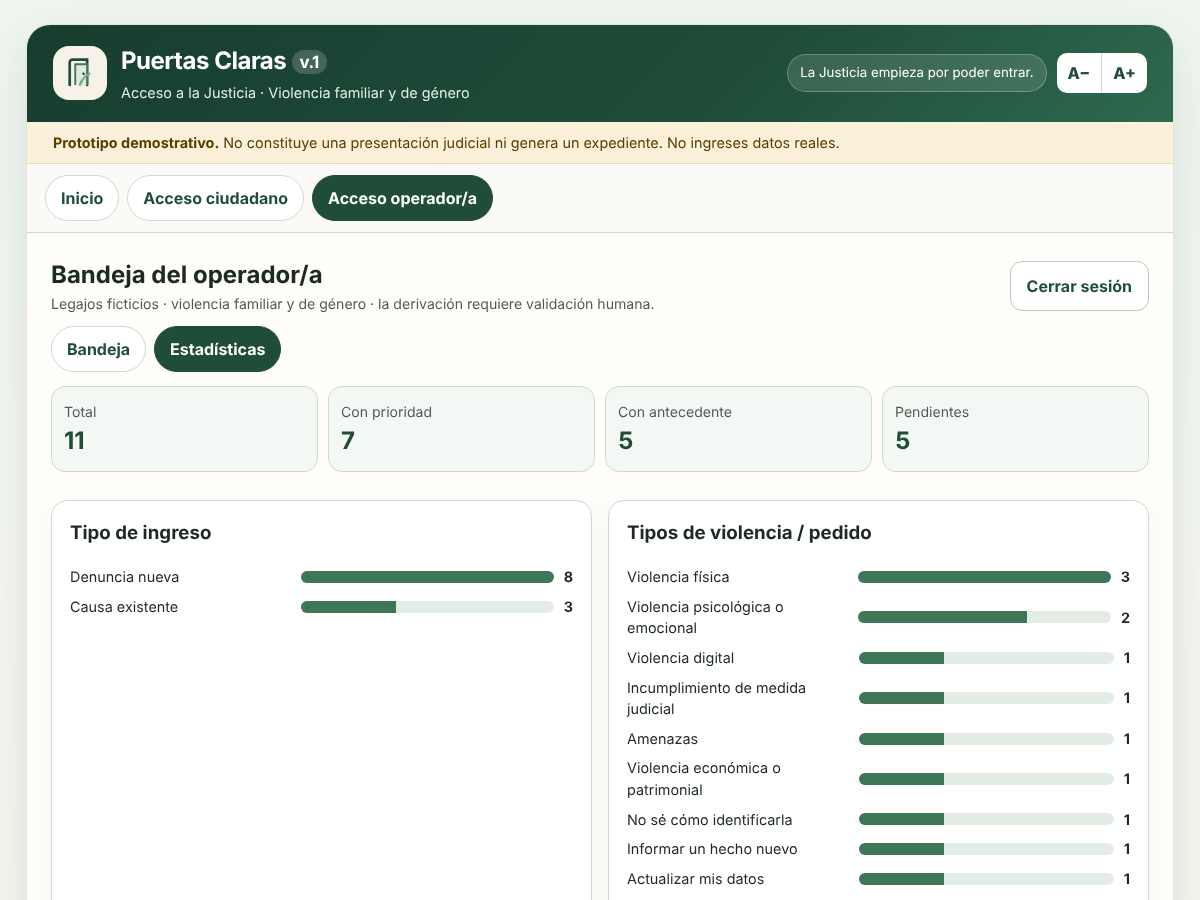 Puertas Claras v.1
Acceso a la Justicia · Violencia familiar y de género
La Justicia empieza por poder entrar.
A− A+
Prototipo demostrativo. No constituye una presentación judicial ni genera un expediente. No ingreses datos reales.
Inicio
Acceso ciudadano
Acceso operador/a
Bandeja del operador/a
Legajos ficticios · violencia familiar y de género · la derivación requiere validación humana.
Cerrar sesión
Bandeja
Estadísticas
Total
11
Con prioridad
7
Con antecedente
5
Pendientes
5
Tipo de ingreso
Denuncia nueva 8
Causa existente 3
Tipos de violencia / pedido
Violencia física 3
Violencia psicológica o
emocional 2
Violencia digital 1
Incumplimiento de medida
judicial 1
Amenazas 1
Violencia económica o
patrimonial 1
No sé cómo identificarla 1
Informar un hecho nuevo 1
Actualizar mis datos 1